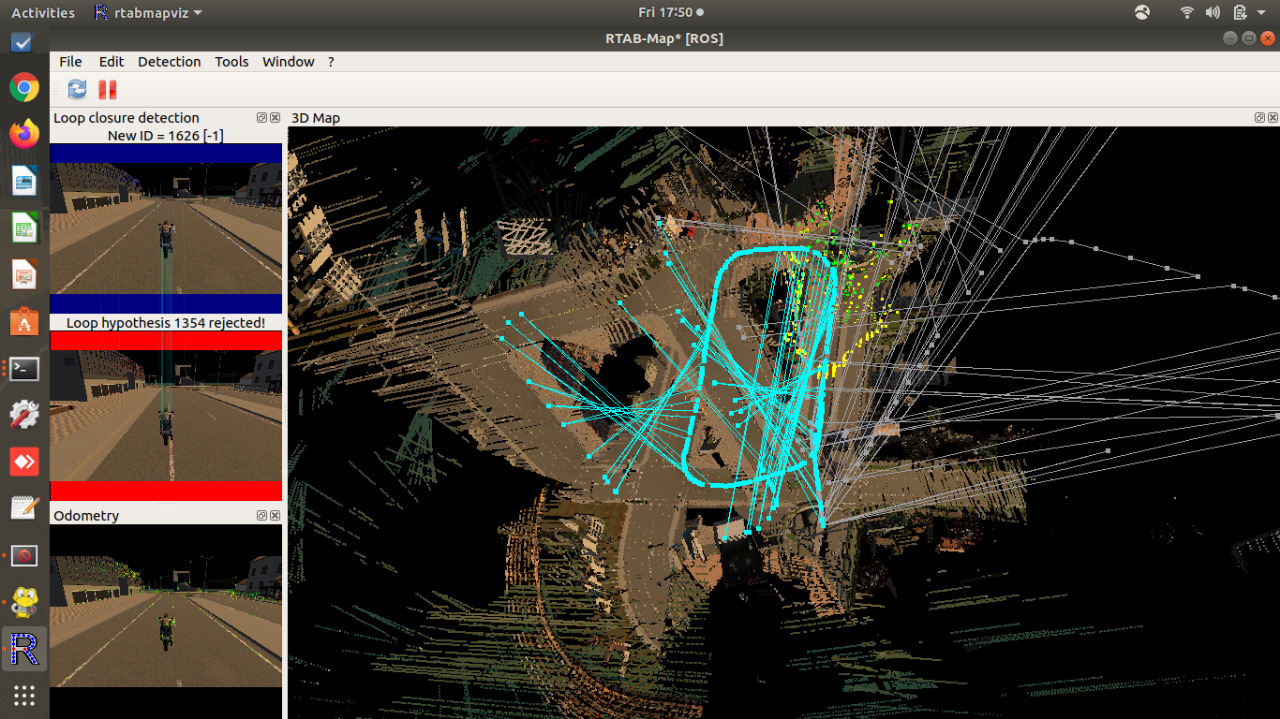 Activities rtabmapviz Fri 17:50
RTAB-Map* [ROS]
File Edit Detection Tools Window ?
Loop closure detection
New ID = 1626 [-1]
Loop hypothesis 1354 rejected!
Odometry
3D Map